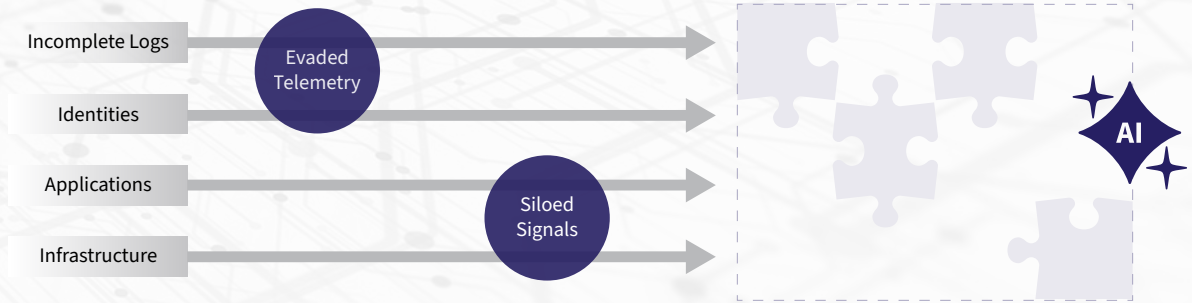 Incomplete Logs
Identities
Applications
Infrastructure
Evaded
Telemetry
Siloed
Signals
AI